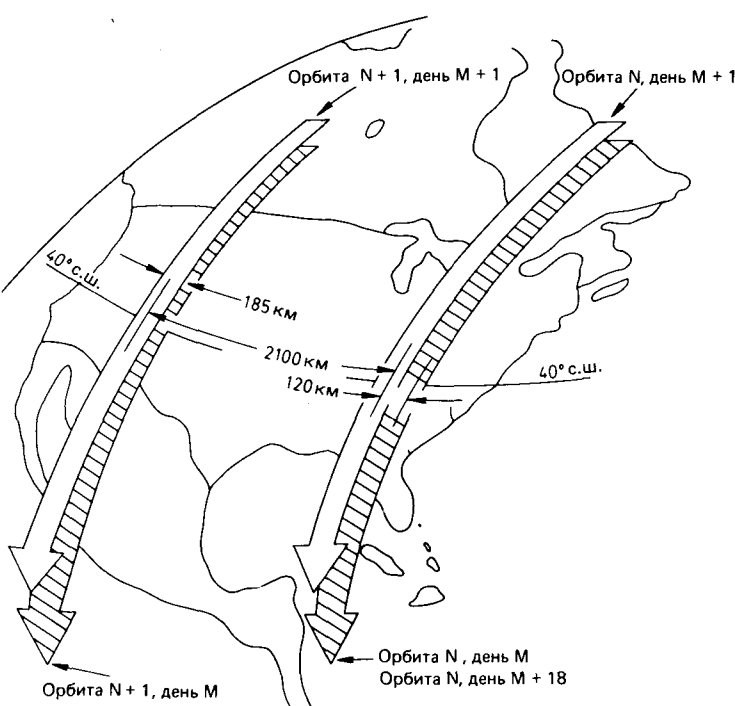 Орбита N + 1, день M + 1
Орбита N, день M + 1
40° с.ш.
185 км
2100 км
120 км
40° с.ш.
Орбита N , день M
Орбита N, день M + 18
Орбита N + 1, день M